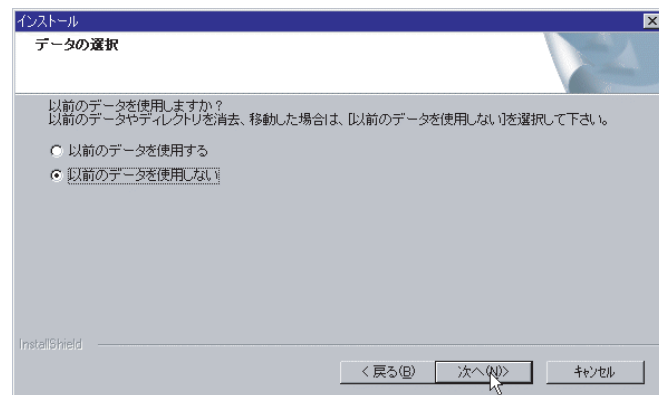 インストール
データの選択
以前のデータを使用しますか？
以前のデータやディレクトリを消去、移動した場合は、[以前のデータを使用しない]を選択して下さい。
以前のデータを使用する
以前のデータを使用しない
InstallShield
< 戻る(B) 次へ(N)> キャンセル